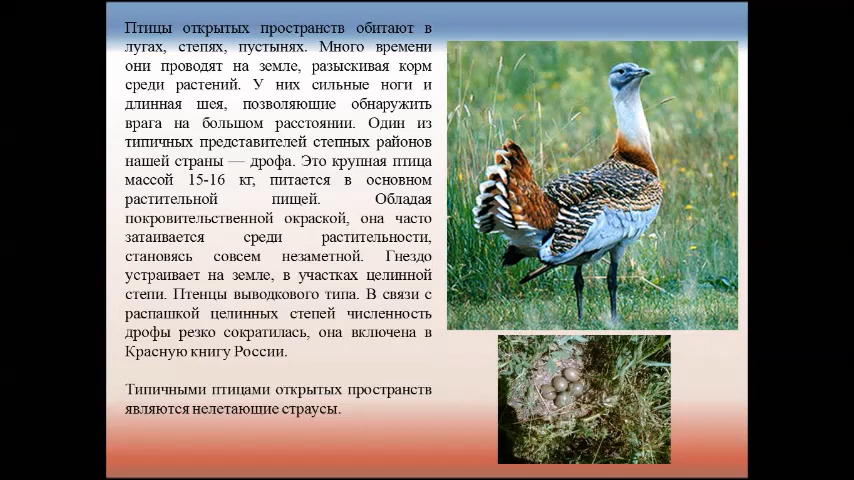 Птицы открытых пространств обитают в
лугах, степях, пустынях. Много времени
они проводят на земле, разыскивая корм
среди растений. У них сильные ноги и
длинная шея, позволяющие обнаружить
врага на большом расстоянии. Один из
типичных представителей степных районов
нашей страны — дрофа. Это крупная птица
массой 15-16 кг, питается в основном
растительной пищей. Обладая
покровительственной окраской, она часто
затаивается среди растительности,
становясь совсем незаметной. Гнездо
устраивает на земле, в участках целинной
степи. Птенцы выводкового типа. В связи с
распашкой целинных степей численность
дрофы резко сократилась, она включена в
Красную книгу России.
Типичными птицами открытых пространств
являются нелетающие страусы.